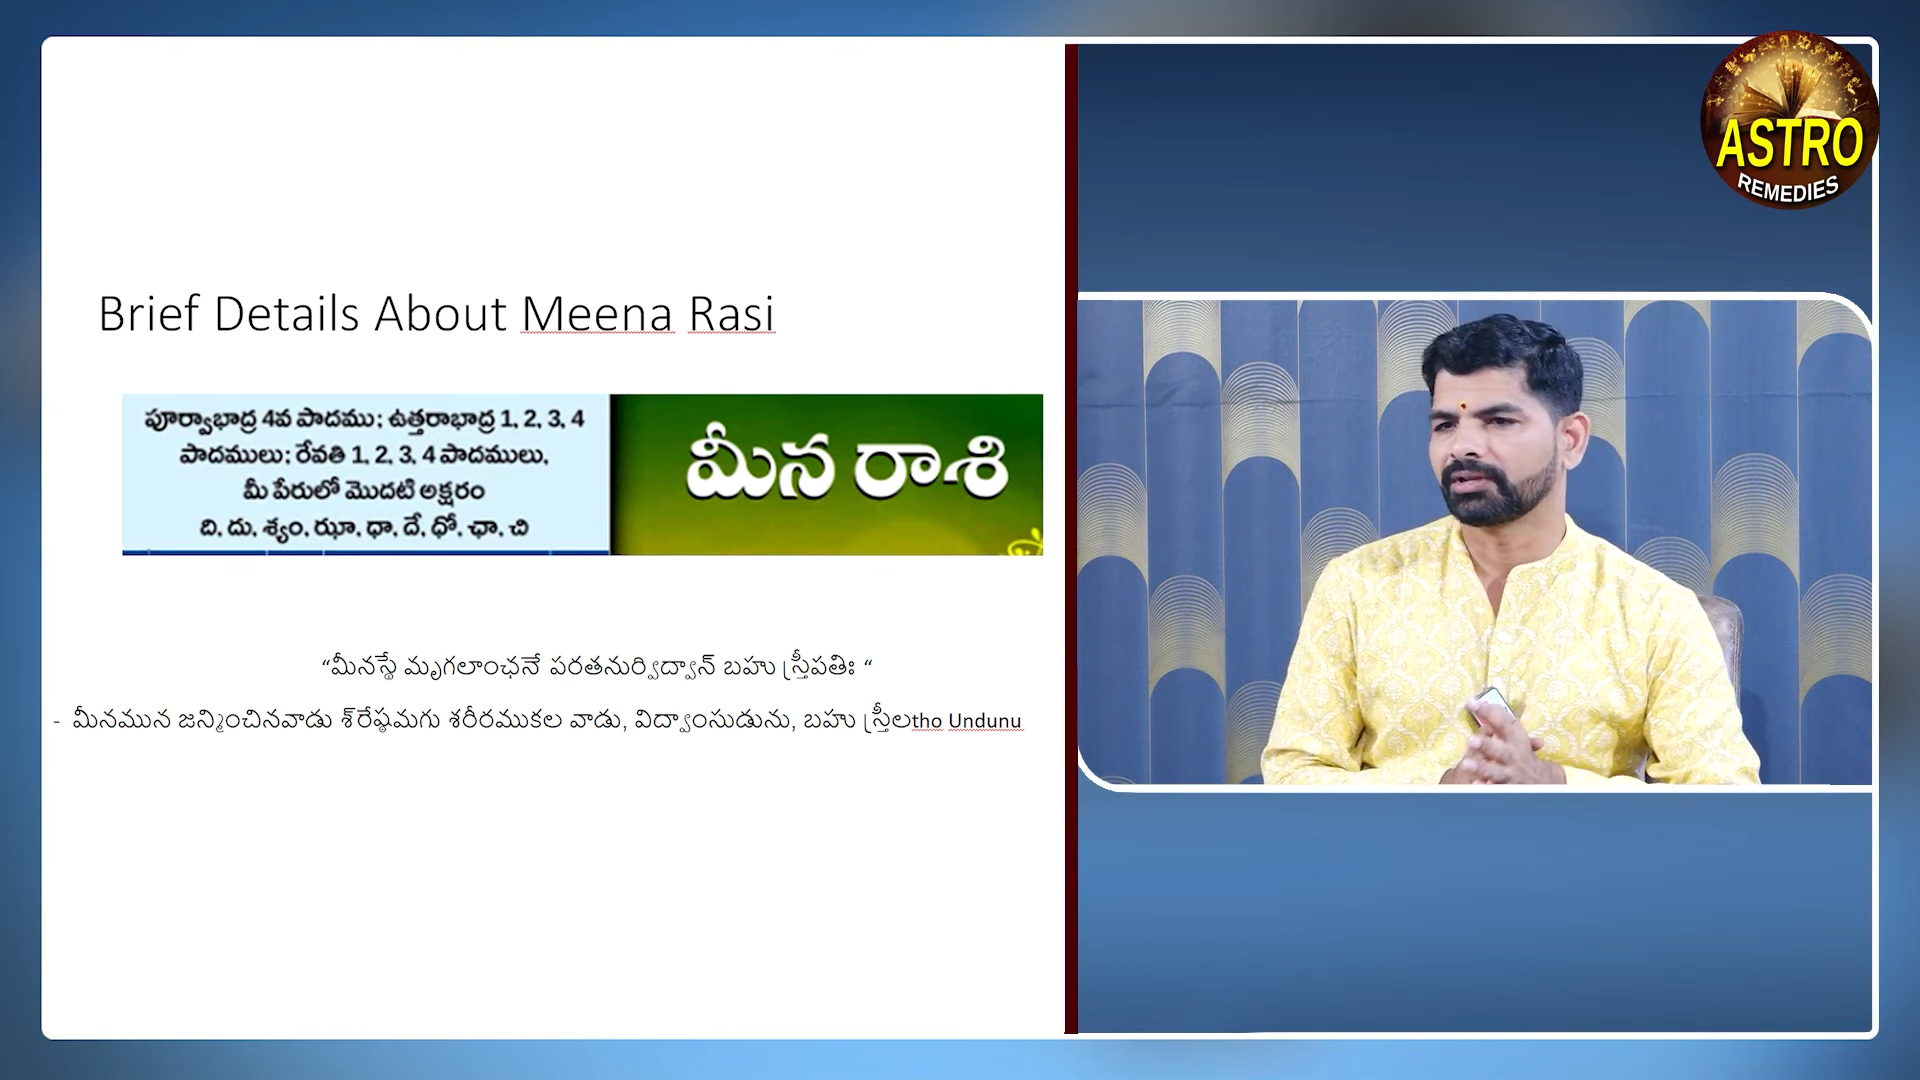 ASTRO
REMEDIES
Brief Details About Meena Rasi
పూర్వాభాద్ర 4వ పాదము; ఉత్తరాభాద్ర 1, 2, 3, 4
పాదములు; రేవతి 1, 2, 3, 4 పాదములు,
మీ పేరులో మొదటి అక్షరం
ది, దు, శ్యం, ఝా, ధా, దే, ధో, ఛా, చి
మీన రాశి
“మీనస్థే మృగలాంఛనే పరతనుర్విద్వాన్ బహు స్త్రీపతిః “
- మీనమున జన్మించినవాడు శ్రేష్ఠమగు శరీరముకల వాడు, విద్వాంసుడును, బహు స్త్రీలtho Undunu